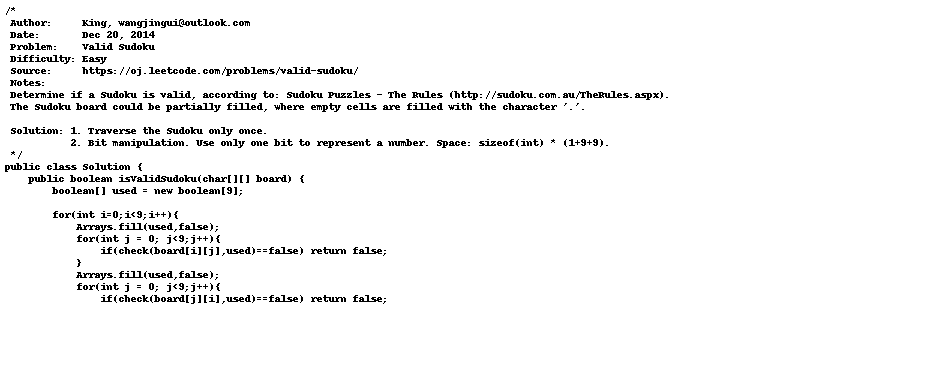 /*
 Author:     King, wangjingui@outlook.com
 Date:       Dec 20, 2014
 Problem:    Valid Sudoku
 Difficulty: Easy
 Source:     https://oj.leetcode.com/problems/valid-sudoku/
 Notes:
 Determine if a Sudoku is valid, according to: Sudoku Puzzles - The Rules (http://sudoku.com.au/TheRules.aspx).
 The Sudoku board could be partially filled, where empty cells are filled with the character '.'.

 Solution: 1. Traverse the Sudoku only once.
           2. Bit manipulation. Use only one bit to represent a number. Space: sizeof(int) * (1+9+9).
 */
public class Solution {
    public boolean isValidSudoku(char[][] board) {
        boolean[] used = new boolean[9];

        for(int i=0;i<9;i++){
            Arrays.fill(used,false);
            for(int j = 0; j<9;j++){
                if(check(board[i][j],used)==false) return false;
            }
            Arrays.fill(used,false);
            for(int j = 0; j<9;j++){
                if(check(board[j][i],used)==false) return false;